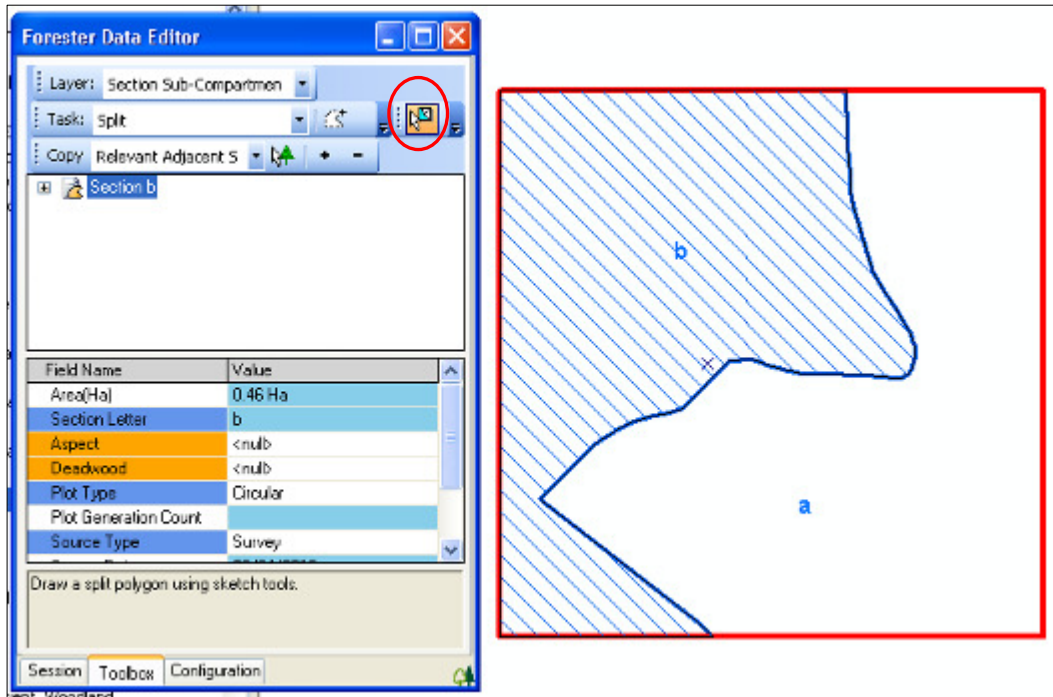 Forester Data Editor
Layer: Section Sub-Compartmen
Task: Split
Copy Relevant Adjacent S
Section b
Field Name Value
Area(Ha) 0.46 Ha
Section Letter b
Aspect <null>
Deadwood <null>
Plot Type Circular
Plot Generation Count
Source Type Survey
Draw a split polygon using sketch tools.
Session Toolbox Configuration
b
a